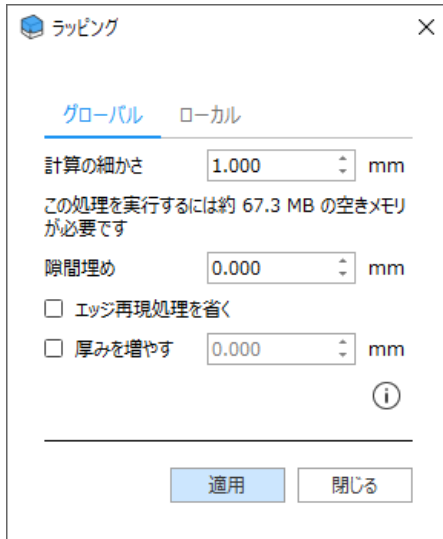 ラッピング
グローバル ローカル
計算の細かさ 1.000 mm
この処理を実行するには約 67.3 MB の空きメモリ
が必要です
隙間埋め 0.000 mm
エッジ再現処理を省く
厚みを増やす 0.000 mm
適用 閉じる